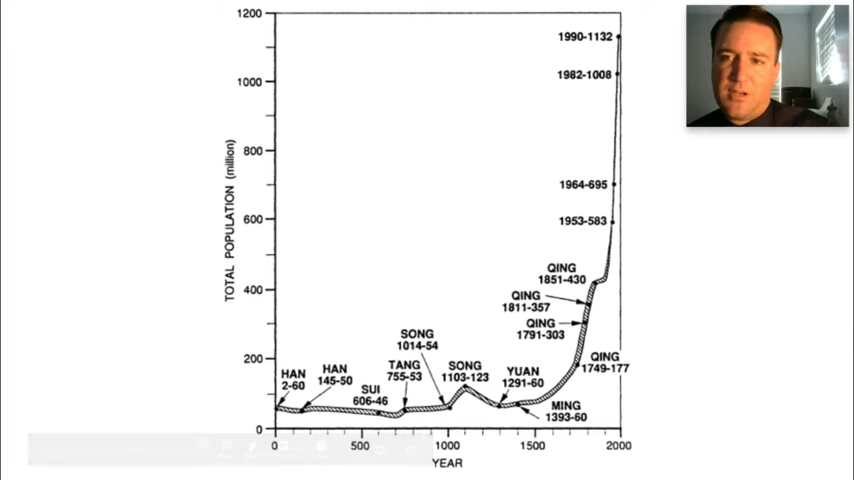 1200
1000
800
600
400
200
0
TOTAL POPULATION (million)
1990-1132
1982-1008
1964-695
1953-583
QING
1851-430
QING
1811-357
QING
1791-303
QING
1749-177
SONG
1014-54
HAN
2-60
HAN
145-50
SUI
606-46
TANG
755-53
SONG
1103-123
YUAN
1291-60
MING
1393-60
0
500
1000
1500
2000
YEAR